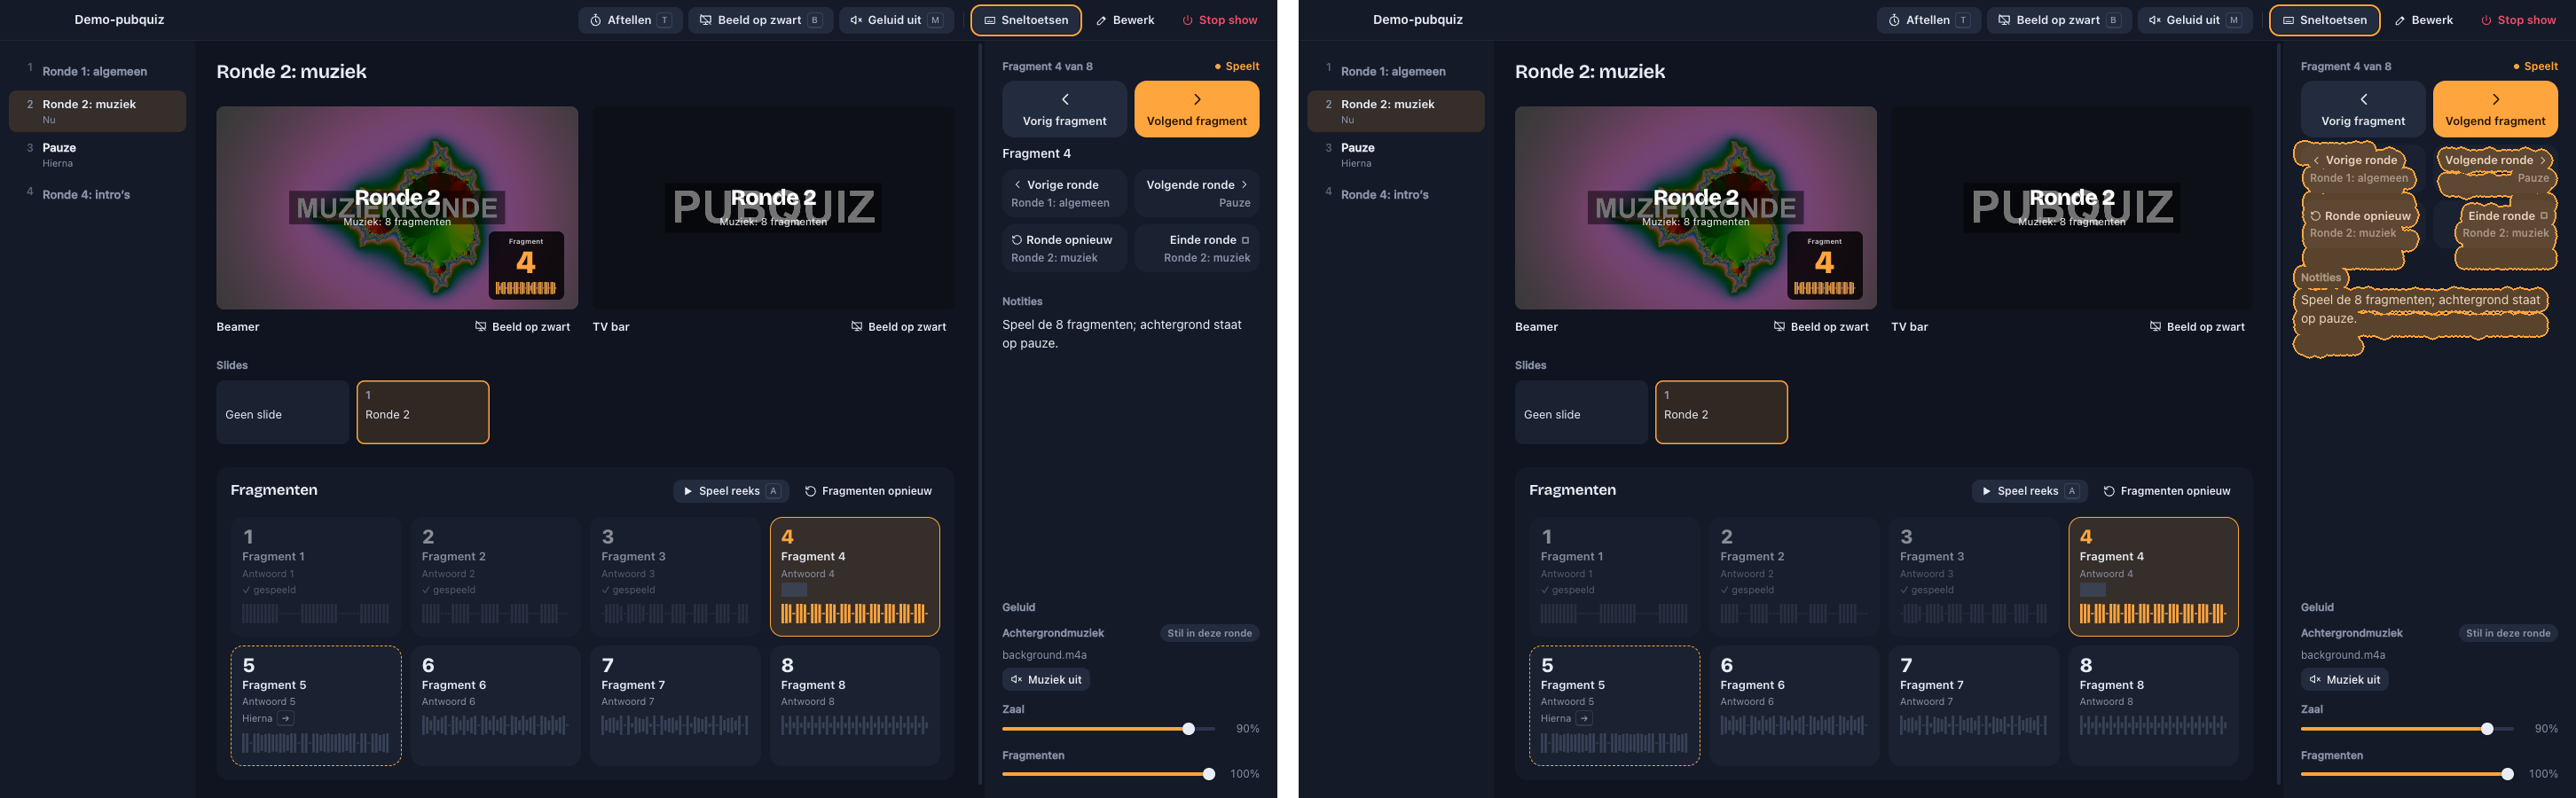 Demo-pubquiz
Aftellen T
Beeld op zwart B
Geluid uit M
Sneltoetsen
Bewerk
Stop show
1 Ronde 1: algemeen
2 Ronde 2: muziek
Nu
3 Pauze
Hierna
4 Ronde 4: intro's
Ronde 2: muziek
MUZIEKRONDE
Ronde 2
Muziek: 8 fragmenten
Fragment
4
PUBQUIZ
Ronde 2
Muziek: 8 fragmenten
Beamer
Beeld op zwart
TV bar
Beeld op zwart
Slides
Geen slide
1
Ronde 2
Fragmenten
Speel reeks A
Fragmenten opnieuw
1
Fragment 1
Antwoord 1
✓ gespeeld
2
Fragment 2
Antwoord 2
✓ gespeeld
3
Fragment 3
Antwoord 3
✓ gespeeld
4
Fragment 4
Antwoord 4
5
Fragment 5
Antwoord 5
Hierna →
6
Fragment 6
Antwoord 6
7
Fragment 7
Antwoord 7
8
Fragment 8
Antwoord 8
Fragment 4 van 8
Speelt
Vorig fragment
Volgend fragment
Fragment 4
Vorige ronde
Ronde 1: algemeen
Volgende ronde
Pauze
Ronde opnieuw
Ronde 2: muziek
Einde ronde
Ronde 2: muziek
Notities
Speel de 8 fragmenten; achtergrond staat
op pauze.
Geluid
Achtergrondmuziek
Stil in deze ronde
background.m4a
Muziek uit
Zaal
90%
Fragmenten
100%
Demo-pubquiz
Aftellen T
Beeld op zwart B
Geluid uit M
Sneltoetsen
Bewerk
Stop show
1 Ronde 1: algemeen
2 Ronde 2: muziek
Nu
3 Pauze
Hierna
4 Ronde 4: intro's
Ronde 2: muziek
MUZIEKRONDE
Ronde 2
Muziek: 8 fragmenten
Fragment
4
PUBQUIZ
Ronde 2
Muziek: 8 fragmenten
Beamer
Beeld op zwart
TV bar
Beeld op zwart
Slides
Geen slide
1
Ronde 2
Fragmenten
Speel reeks A
Fragmenten opnieuw
1
Fragment 1
Antwoord 1
✓ gespeeld
2
Fragment 2
Antwoord 2
✓ gespeeld
3
Fragment 3
Antwoord 3
✓ gespeeld
4
Fragment 4
Antwoord 4
5
Fragment 5
Antwoord 5
Hierna →
6
Fragment 6
Antwoord 6
7
Fragment 7
Antwoord 7
8
Fragment 8
Antwoord 8
Fragment 4 van 8
Speelt
Vorig fragment
Volgend fragment
Vorige ronde
Ronde 1: algemeen
Volgende ronde
Pauze
Ronde opnieuw
Ronde 2: muziek
Einde ronde
Ronde 2: muziek
Notities
Speel de 8 fragmenten; achtergrond staat
op pauze.
Geluid
Achtergrondmuziek
Stil in deze ronde
background.m4a
Muziek uit
Zaal
90%
Fragmenten
100%